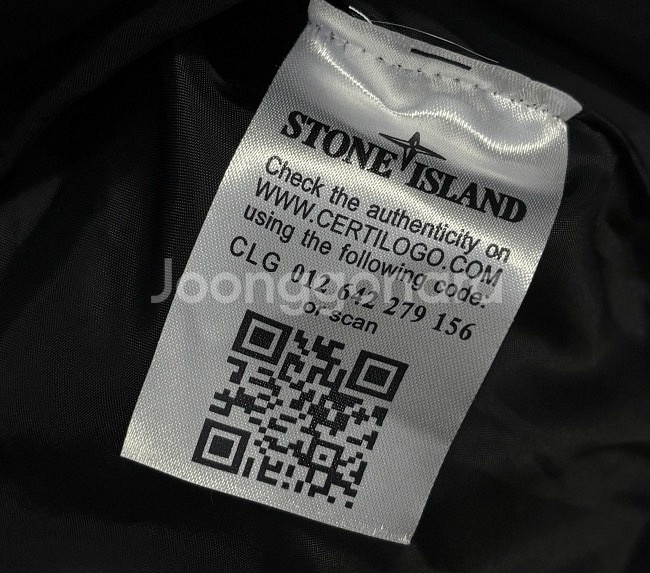 STONE ISLAND
Check the authenticity on
WWW.CERTILOGO.COM
using the following code:
CLG 012 642 279 156
or scan
Joonggonara